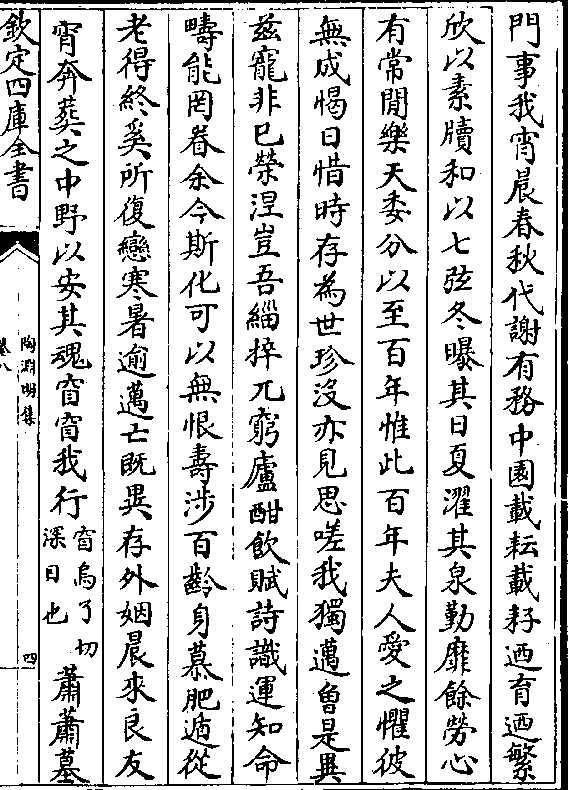 門事我宵晨春秋代謝有務中園載耘載耔迺育迺繁
欣以素牘和以七弦冬曝其日夏濯其泉勤靡餘勞心
有常閒樂天委分以至百年惟此百年夫人愛之懼彼
無成愒日惜時存為世珍沒亦見思嗟我獨邁曾是異
茲寵非巳榮涅豈吾緇捽兀窮廬酣飲賦詩識運知命
疇能罔眷余今斯化可以無恨壽涉百齡身慕肥遁從
老得終奚所復戀寒暑逾邁亡既異存外姻晨來良友
宵奔葬之中野以安其魂窅窅我行窅烏了切深目也蕭蕭墓
欽定四庫全書
陶淵明集
卷八
四